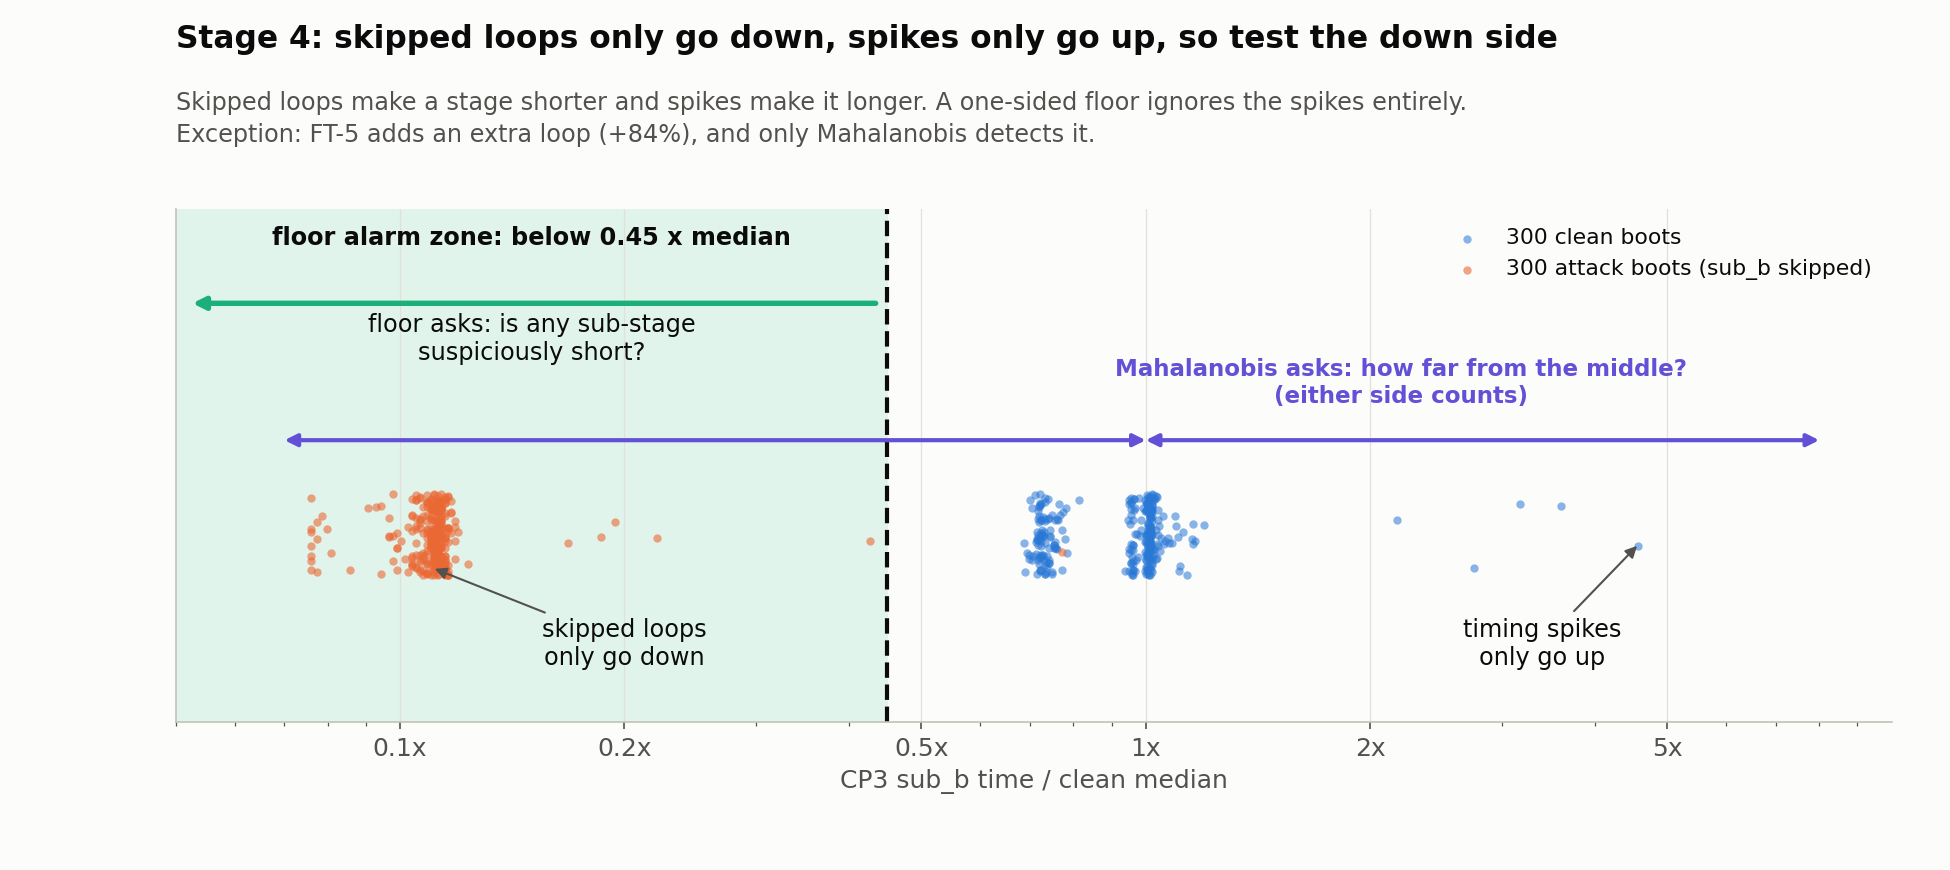 Stage 4: skipped loops only go down, spikes only go up, so test the down side
Skipped loops make a stage shorter and spikes make it longer. A one-sided floor ignores the spikes entirely.
Exception: FT-5 adds an extra loop (+84%), and only Mahalanobis detects it.
floor alarm zone: below 0.45 x median
300 clean boots
300 attack boots (sub_b skipped)
floor asks: is any sub-stage
suspiciously short?
Mahalanobis asks: how far from the middle?
(either side counts)
skipped loops
only go down
timing spikes
only go up
0.1x 0.2x 0.5x 1x 2x 5x
CP3 sub_b time / clean median